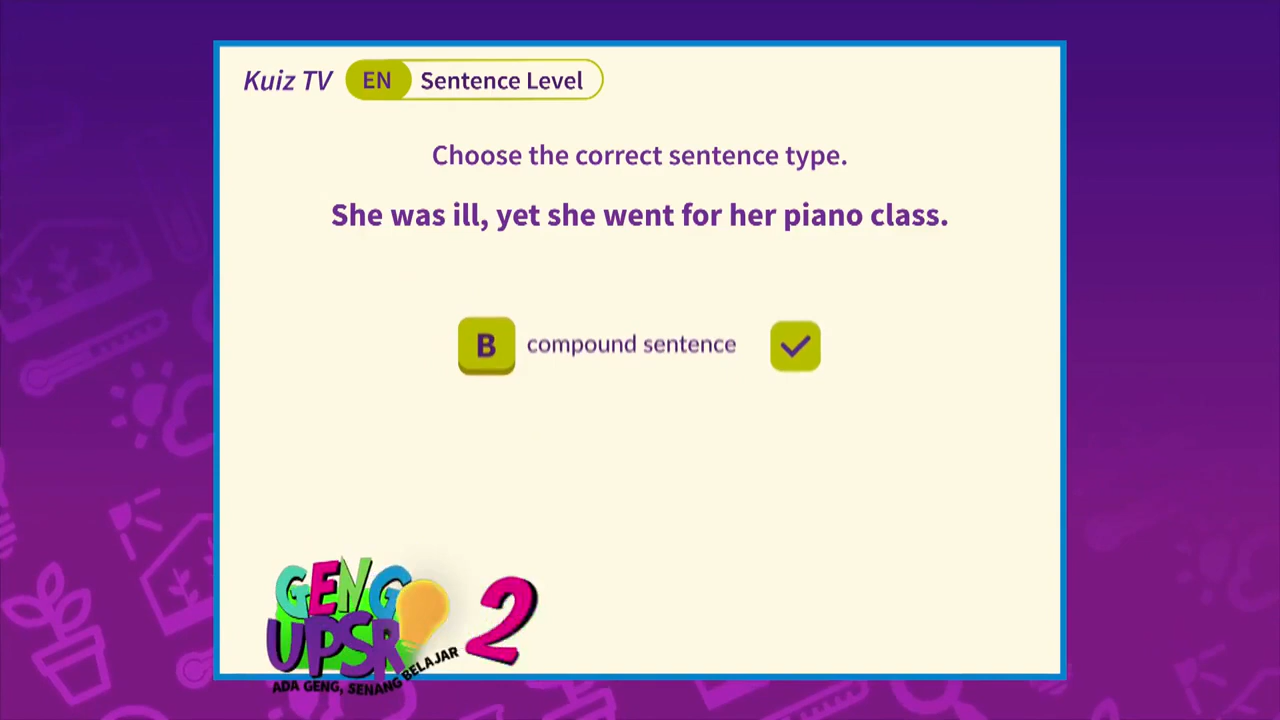 Kuiz TV EN Sentence Level
Choose the correct sentence type.
She was ill, yet she went for her piano class.
B compound sentence
GENG
UPSR 2
ADA GENG, SENANG BELAJAR